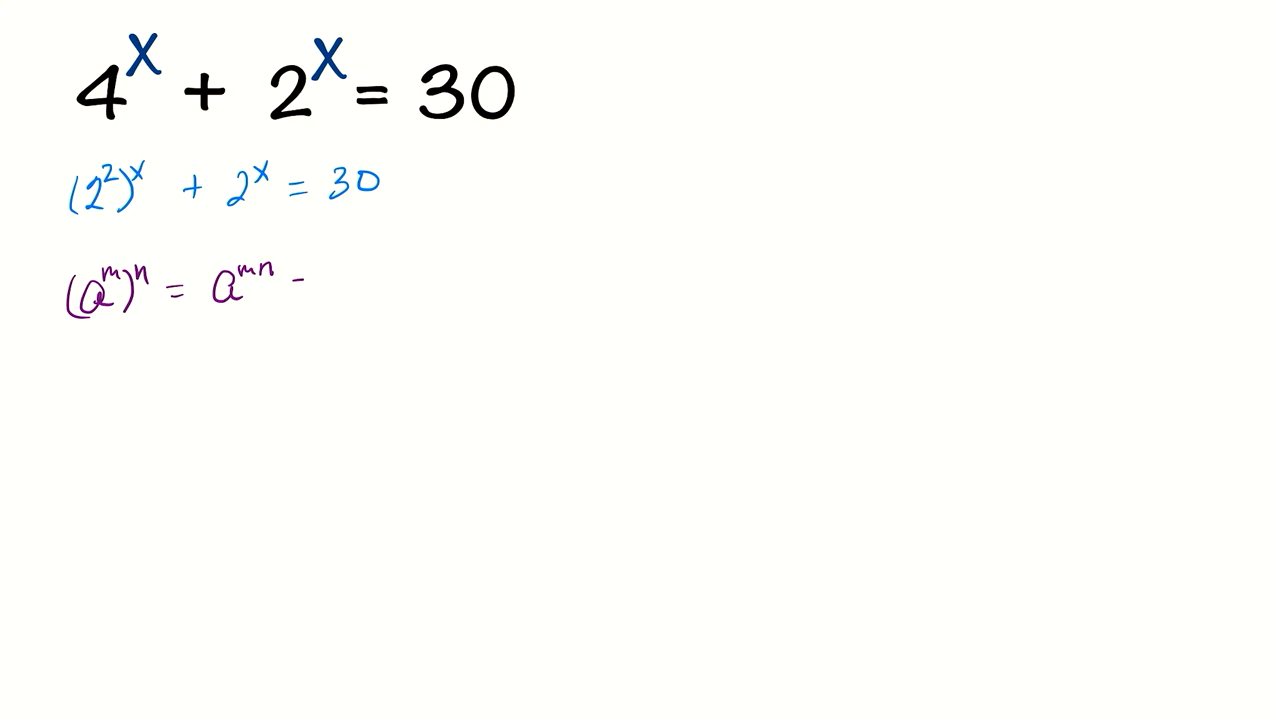 4^x + 2^x = 30
(2^2)^x + 2^x = 30
(a^m)^n = a^{mn} -